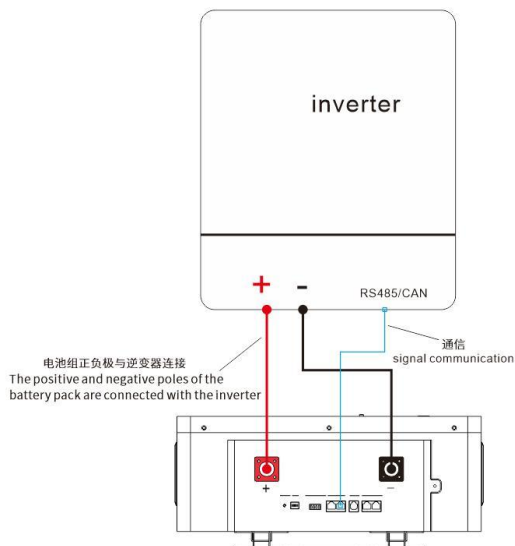 inverter
+ -
RS485/CAN
通信
signal communication
电池组正负极与逆变器连接
The positive and negative poles of the
battery pack are connected with the inverter
+ -